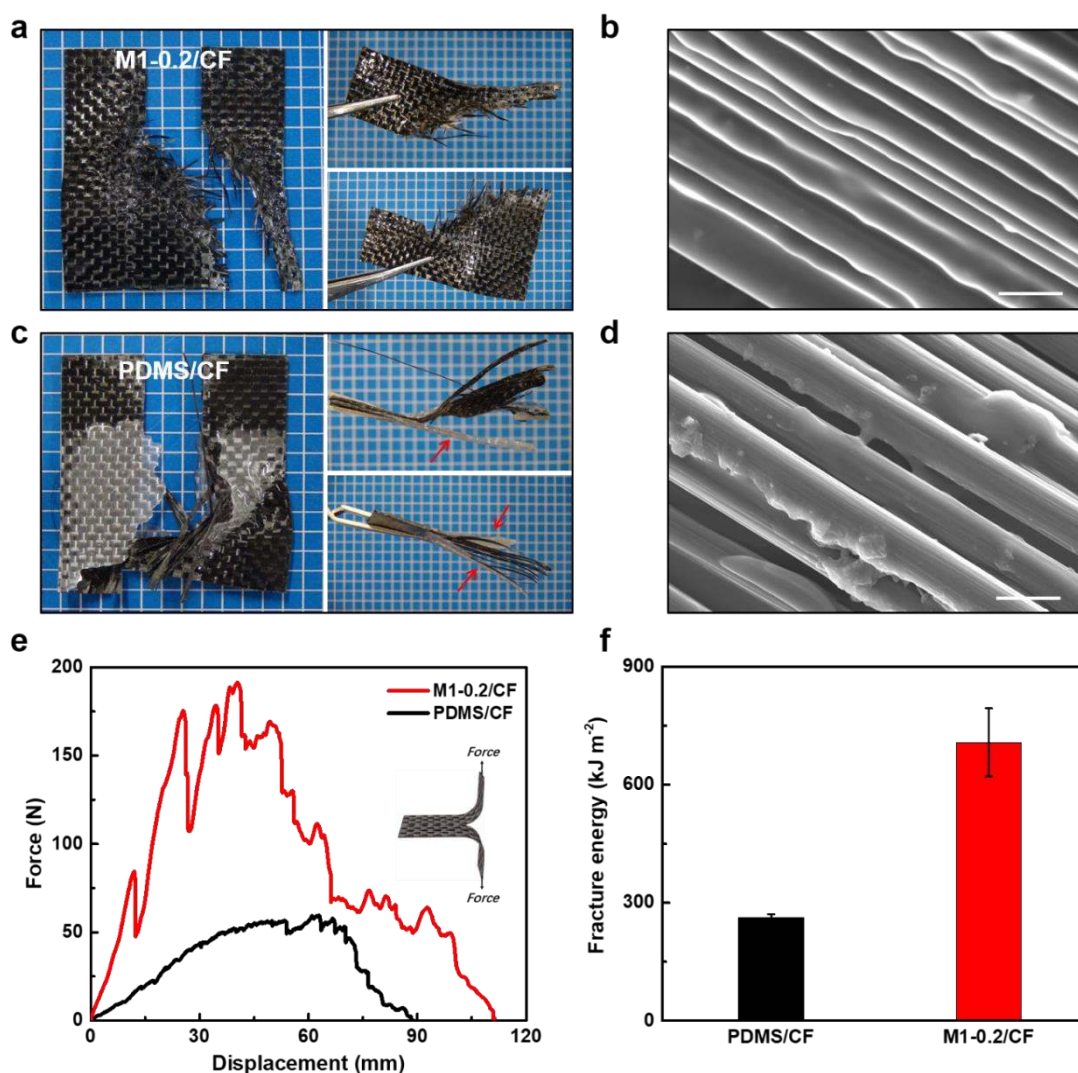 a
M1-0.2/CF
b
c
PDMS/CF
d
e
200
150
100
50
0
Force (N)
0 30 60 90 120
Displacement (mm)
M1-0.2/CF
PDMS/CF
Force
Force
f
900
600
300
0
Fracture energy (kJ m-2)
PDMS/CF M1-0.2/CF